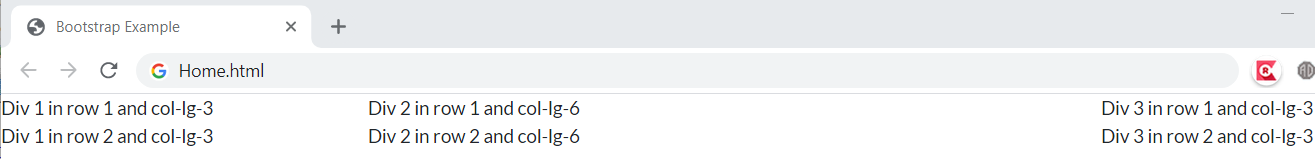 Bootstrap Example
Home.html
Div 1 in row 1 and col-lg-3 Div 2 in row 1 and col-lg-6 Div 3 in row 1 and col-lg-3
Div 1 in row 2 and col-lg-3 Div 2 in row 2 and col-lg-6 Div 3 in row 2 and col-lg-3